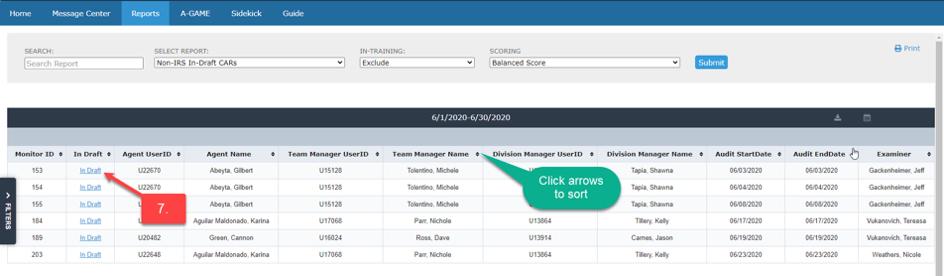 Home Message Center Reports A-GAME Sidekick Guide
SEARCH: SELECT REPORT: IN-TRAINING: SCORING Print
Search Report Non-IRS In-Draft CARs Exclude Balanced Score Submit
6/1/2020-6/30/2020
Monitor ID In Draft Agent UserID Agent Name Team Manager UserID Team Manager Name Division Manager UserID Division Manager Name Audit StartDate Audit EndDate Examiner
153 In Draft U22670 Abeyta, Gilbert U15128 Tolentino, Michele Tapia, Shawna 06/03/2020 06/03/2020 Gackenheimer, Jeff
154 In Draft U22670 Abeyta, Gilbert U15128 Tolentino, Michele Tapia, Shawna 06/04/2020 06/04/2020 Gackenheimer, Jeff
155 In Draft Abeyta, Gilbert U15128 Tolentino, Michele Tapia, Shawna 06/08/2020 06/08/2020 Gackenheimer, Jeff
184 In Draft Aguilar Maldonado, Karina U17068 Parr, Nichole U13864 Tillery, Kelly 06/17/2020 06/17/2020 Vukanovich, Tereasa
189 In Draft U20482 Green, Cannon U16024 Ross, Dave U13914 Carnes, Jason 06/19/2020 06/19/2020 Vukanovich, Tereasa
203 In Draft U22648 Aguilar Maldonado, Karina U17068 Parr, Nichole U13864 Tillery, Kelly 06/23/2020 06/23/2020 Weathers, Nicole
FILTERS
7.
Click arrows
to sort